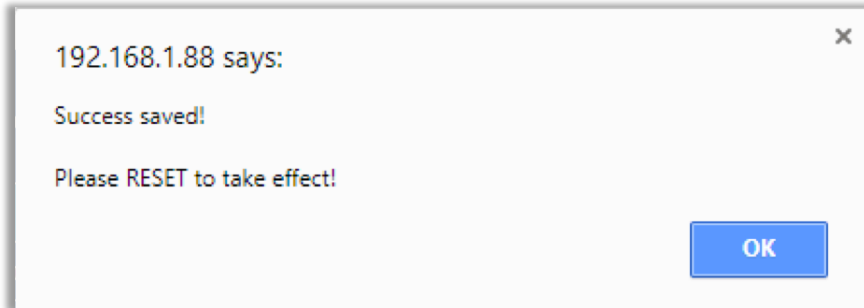 192.168.1.88 says:
Success saved!
Please RESET to take effect!
OK